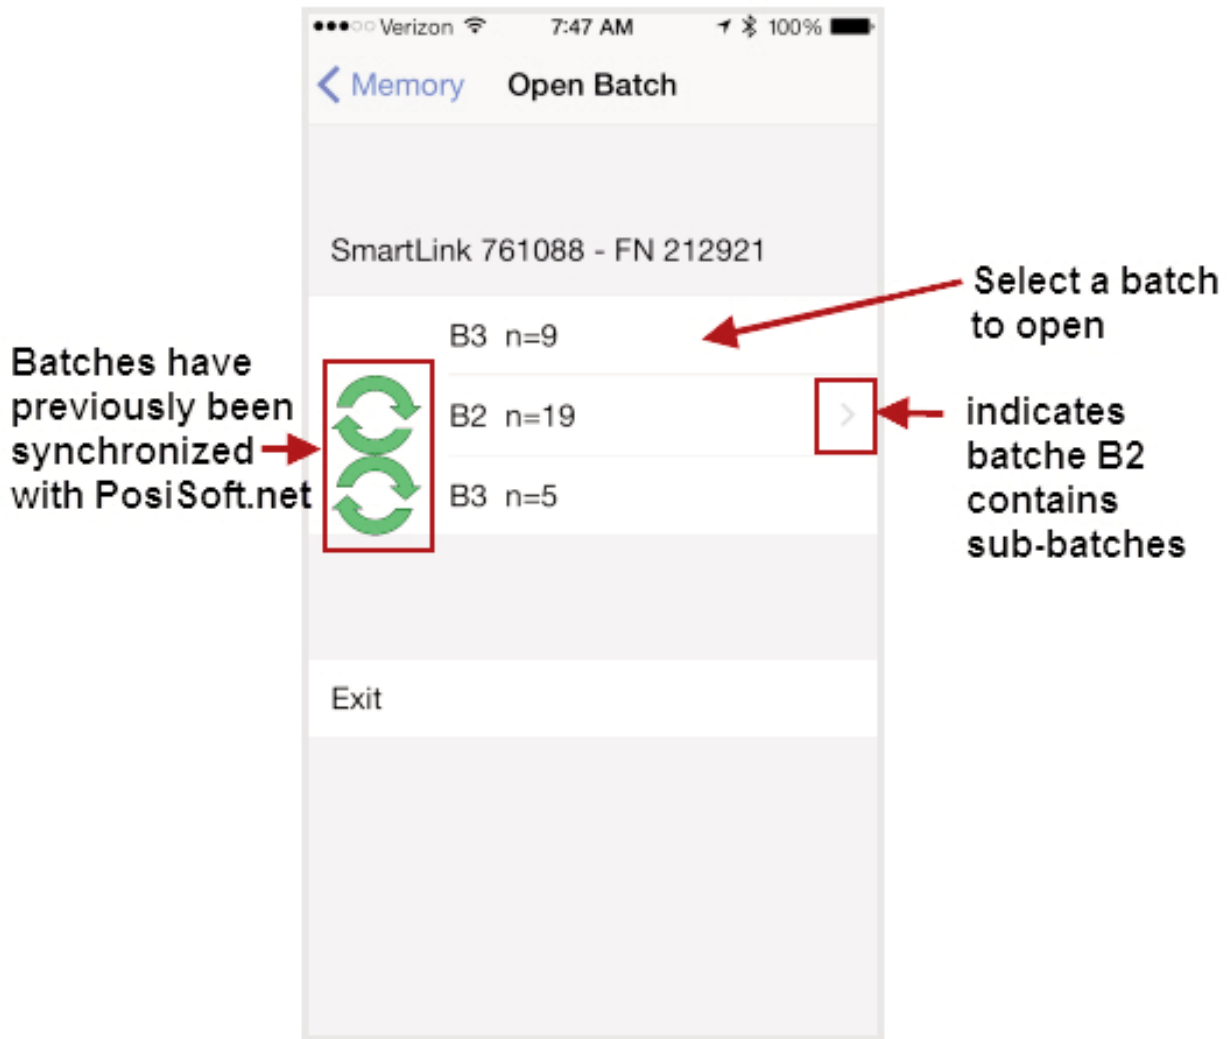 Verizon 7:47 AM 100%
Memory Open Batch
SmartLink 761088 - FN 212921
B3 n=9
B2 n=19
B3 n=5
Exit
Batches have
previously been
synchronized
with PosiSoft.net
Select a batch
to open
indicates
batche B2
contains
sub-batches